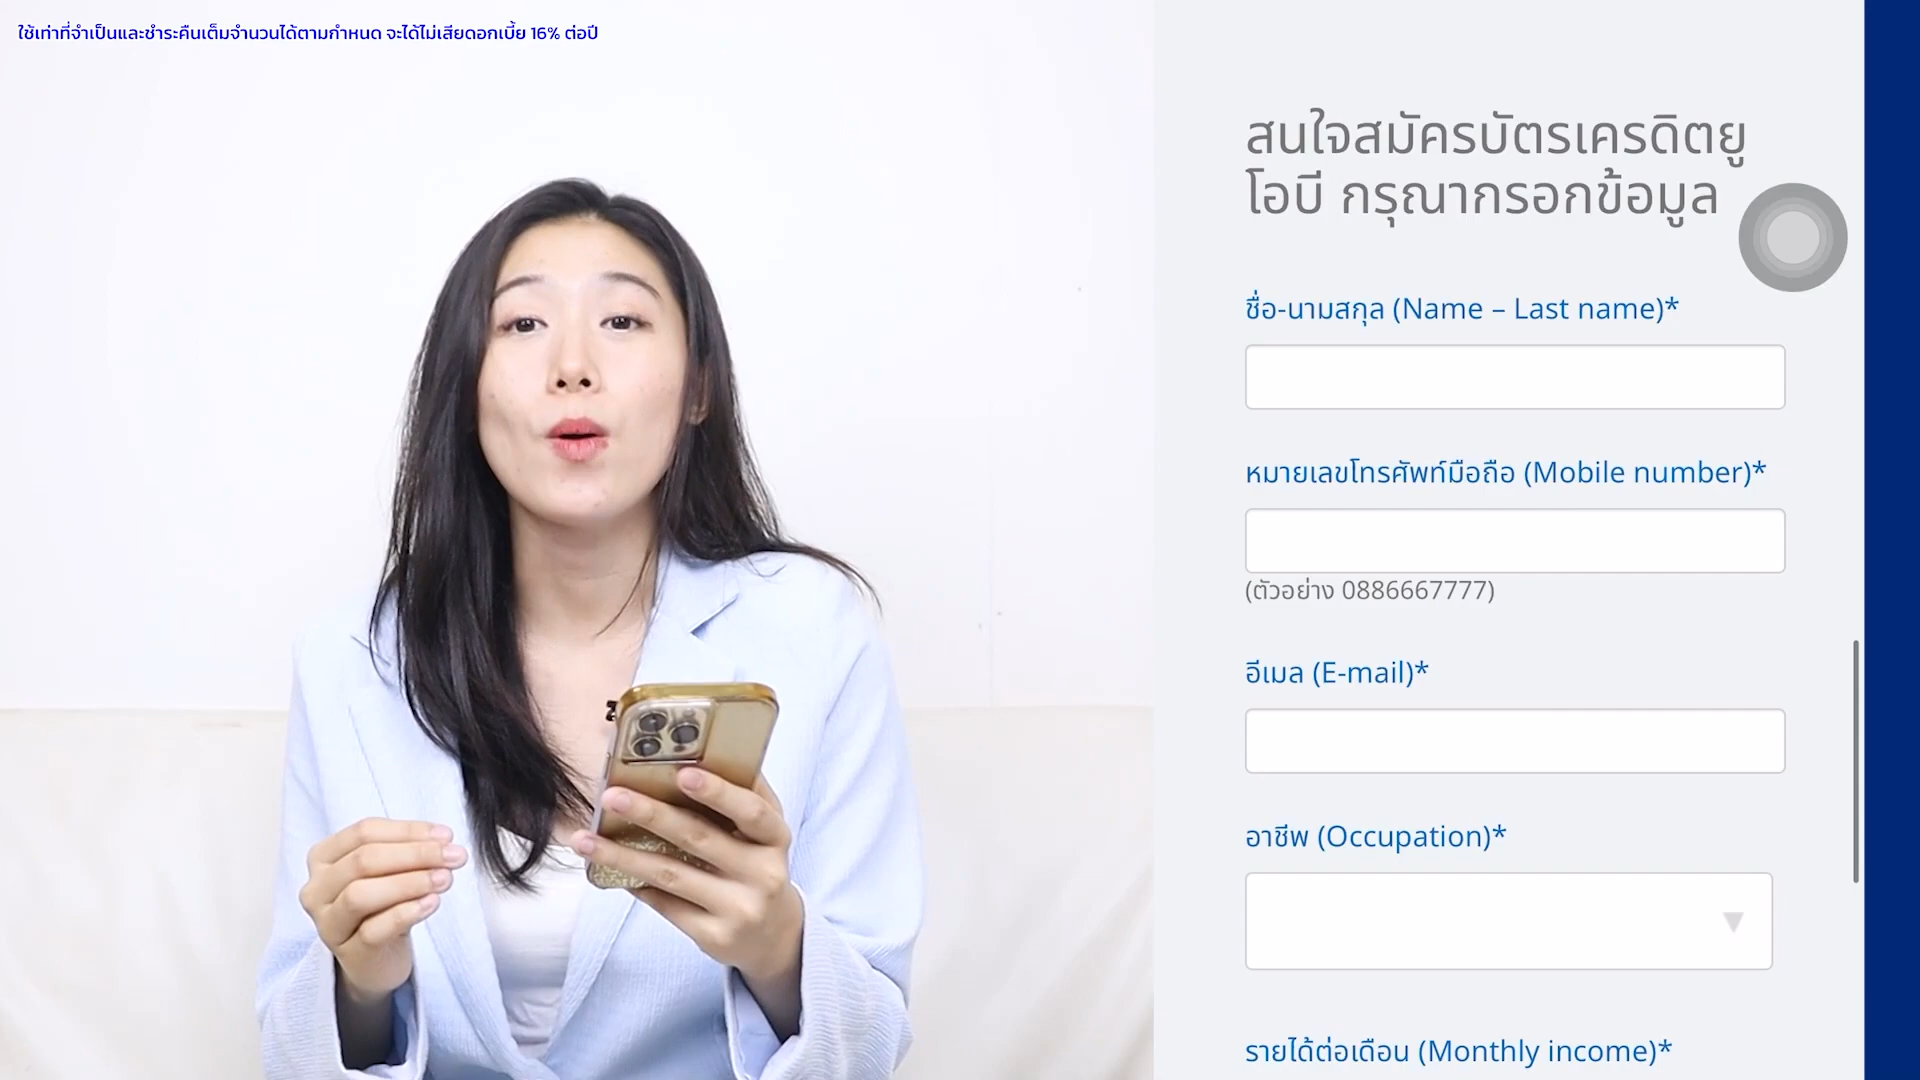 ใช้เท่าที่จำเป็นและชำระคืนเต็มจำนวนได้ตามกำหนด จะได้ไม่เสียดอกเบี้ย 16% ต่อปี
สนใจสมัครบัตรเครดิตยู
โอบี กรุณากรอกข้อมูล
ชื่อ-นามสกุล (Name – Last name)*
หมายเลขโทรศัพท์มือถือ (Mobile number)*
(ตัวอย่าง 0886667777)
อีเมล (E-mail)*
อาชีพ (Occupation)*
รายได้ต่อเดือน (Monthly income)*